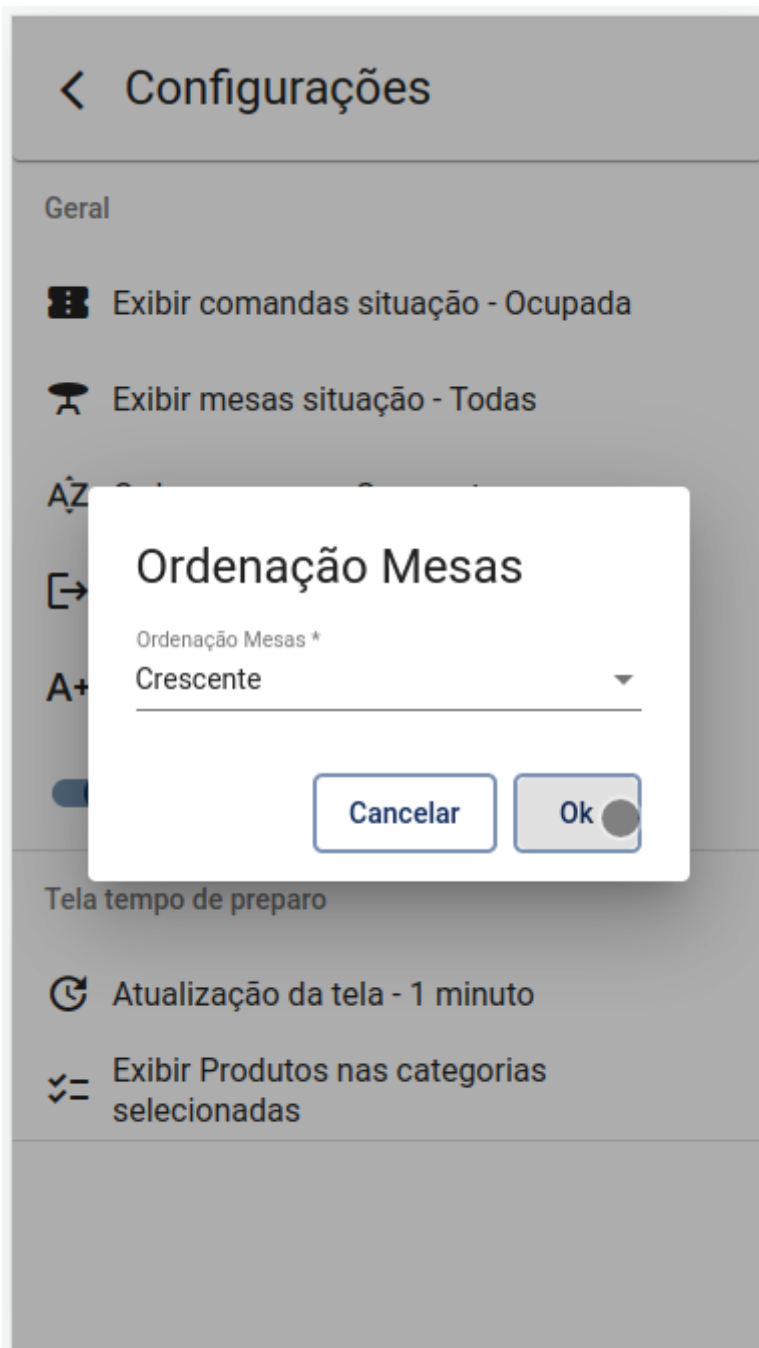 Configurações
Geral
Exibir comandas situação - Ocupada
Exibir mesas situação - Todas
AZ
Ordenação Mesas
Ordenação Mesas *
Crescente
A+
Cancelar
Ok
Tela tempo de preparo
Atualização da tela - 1 minuto
Exibir Produtos nas categorias
selecionadas